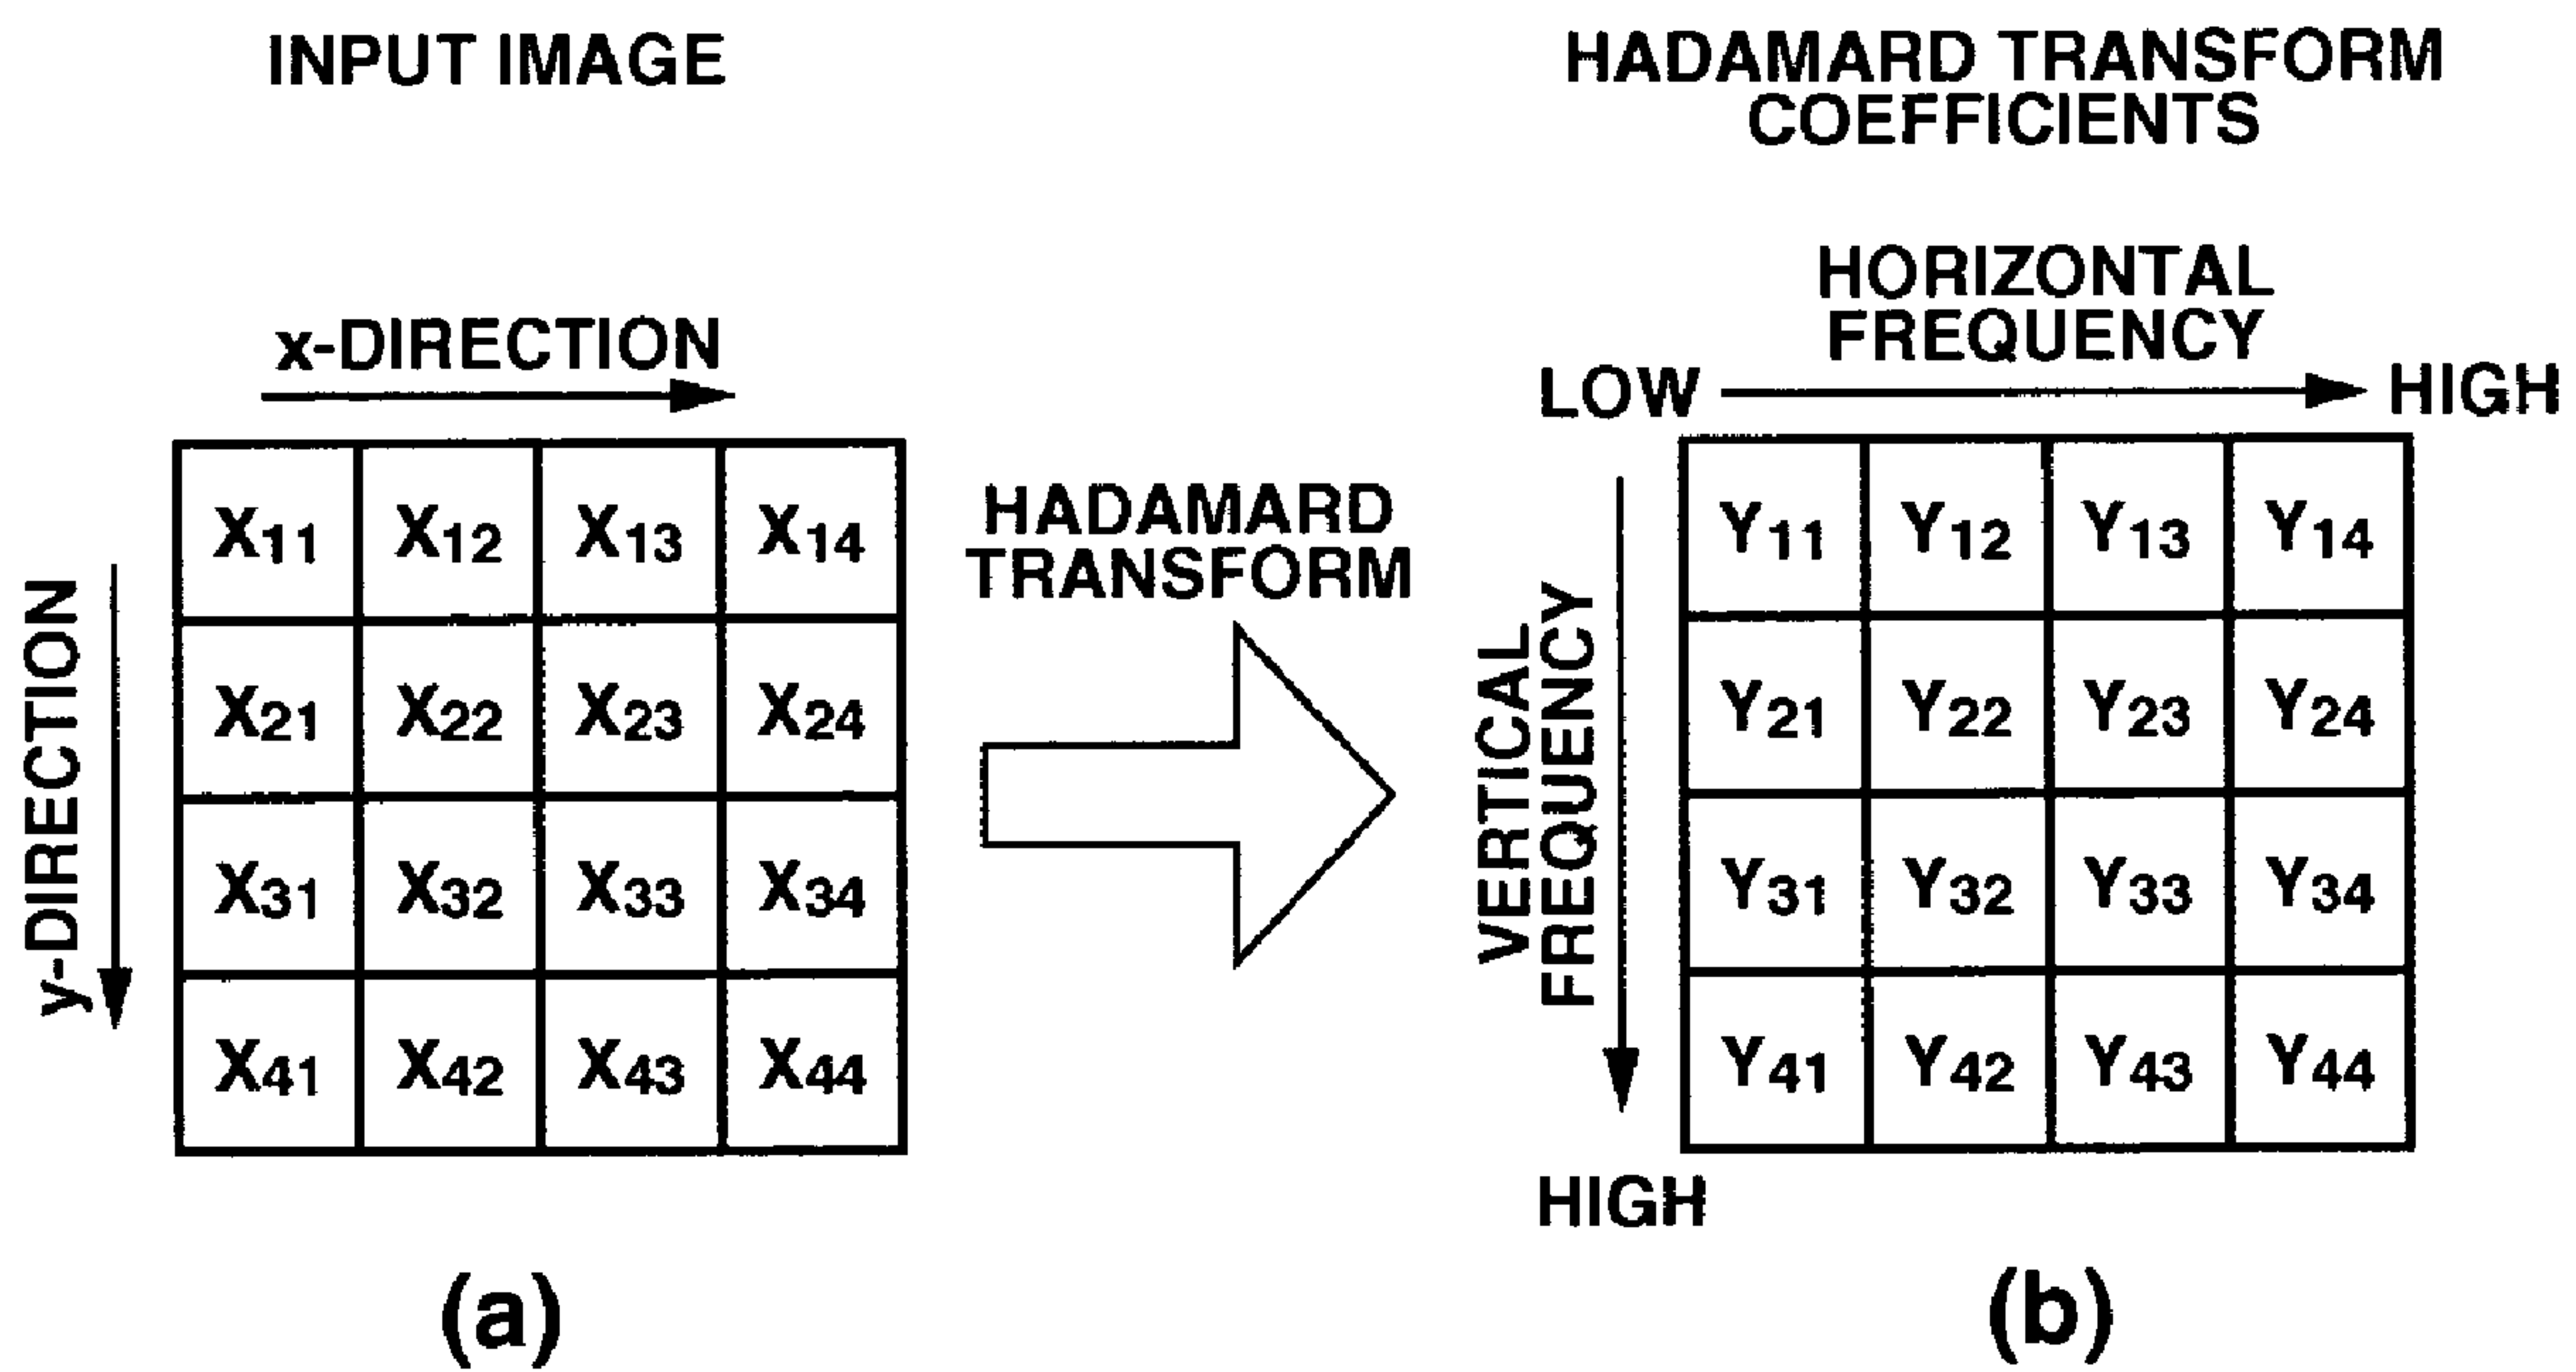 INPUT IMAGE
HADAMARD TRANSFORM
COEFFICIENTS
x-DIRECTION
y-DIRECTION
X11 X12 X13 X14
X21 X22 X23 X24
X31 X32 X33 X34
X41 X42 X43 X44
(a)
HADAMARD
TRANSFORM
HORIZONTAL
FREQUENCY
LOW
HIGH
VERTICAL
FREQUENCY
Y11 Y12 Y13 Y14
Y21 Y22 Y23 Y24
Y31 Y32 Y33 Y34
Y41 Y42 Y43 Y44
HIGH
(b)